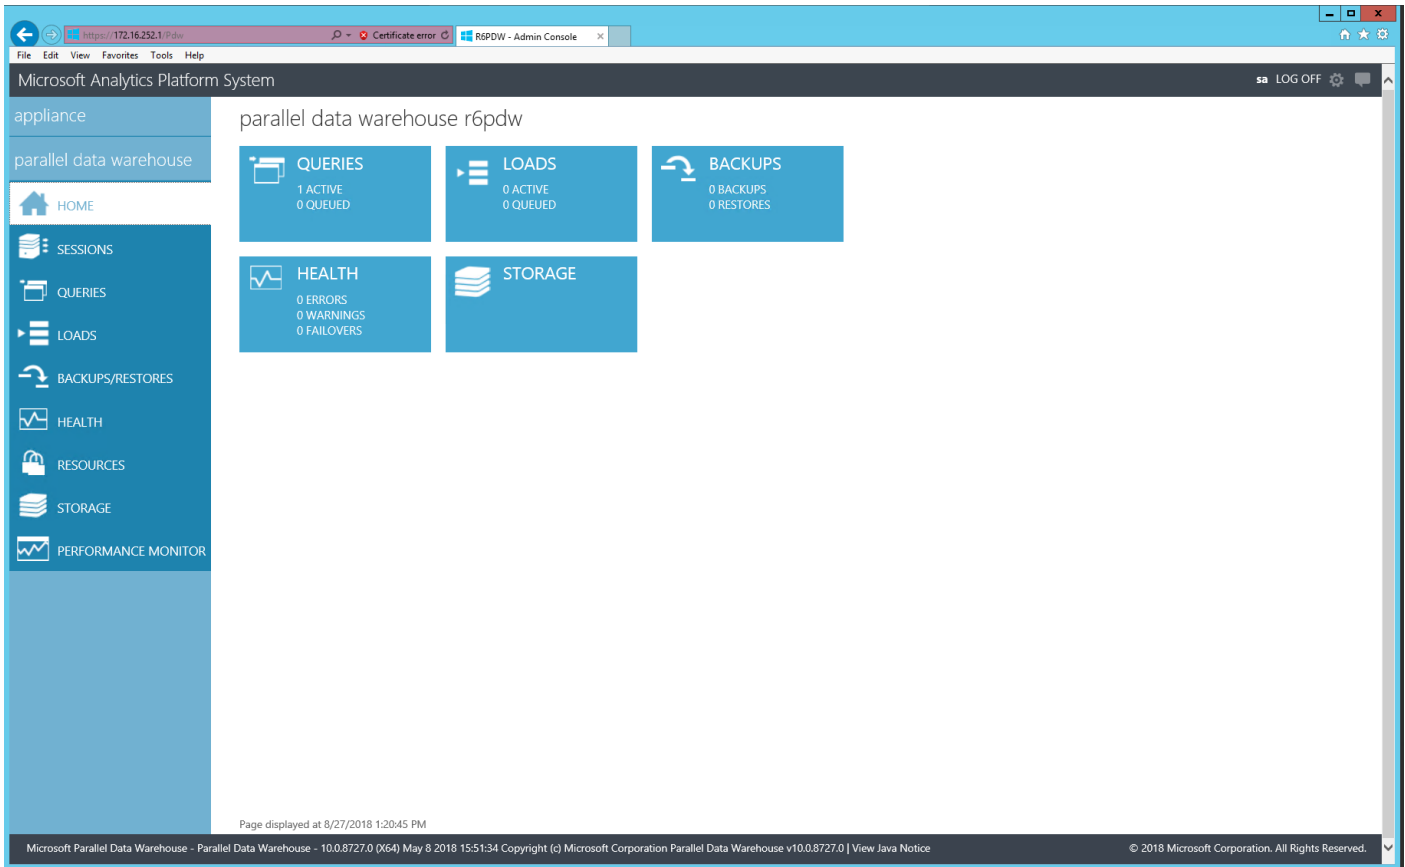 https://172.16.252.1/Pdw
Certificate error
R6PDW - Admin Console
File Edit View Favorites Tools Help
Microsoft Analytics Platform System
sa LOG OFF
appliance
parallel data warehouse
HOME
SESSIONS
QUERIES
LOADS
BACKUPS/RESTORES
HEALTH
RESOURCES
STORAGE
PERFORMANCE MONITOR
parallel data warehouse r6pdw
QUERIES
1 ACTIVE
0 QUEUED
LOADS
0 ACTIVE
0 QUEUED
BACKUPS
0 BACKUPS
0 RESTORES
HEALTH
0 ERRORS
0 WARNINGS
0 FAILOVERS
STORAGE
Page displayed at 8/27/2018 1:20:45 PM
Microsoft Parallel Data Warehouse - Parallel Data Warehouse - 10.0.8727.0 (X64) May 8 2018 15:51:34 Copyright (c) Microsoft Corporation Parallel Data Warehouse v10.0.8727.0 | View Java Notice
© 2018 Microsoft Corporation. All Rights Reserved.